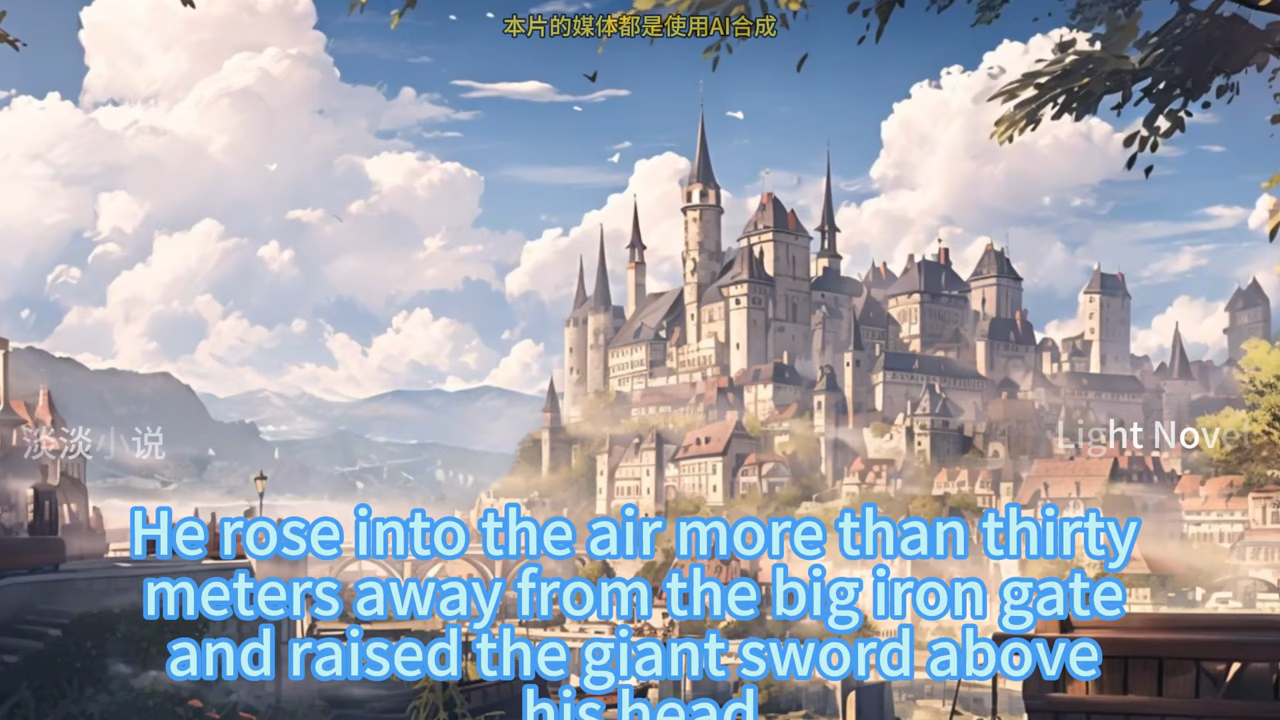 本片的媒体都是使用AI合成
淡淡小说
Light Novel
He rose into the air more than thirty
meters away from the big iron gate
and raised the giant sword above
his head